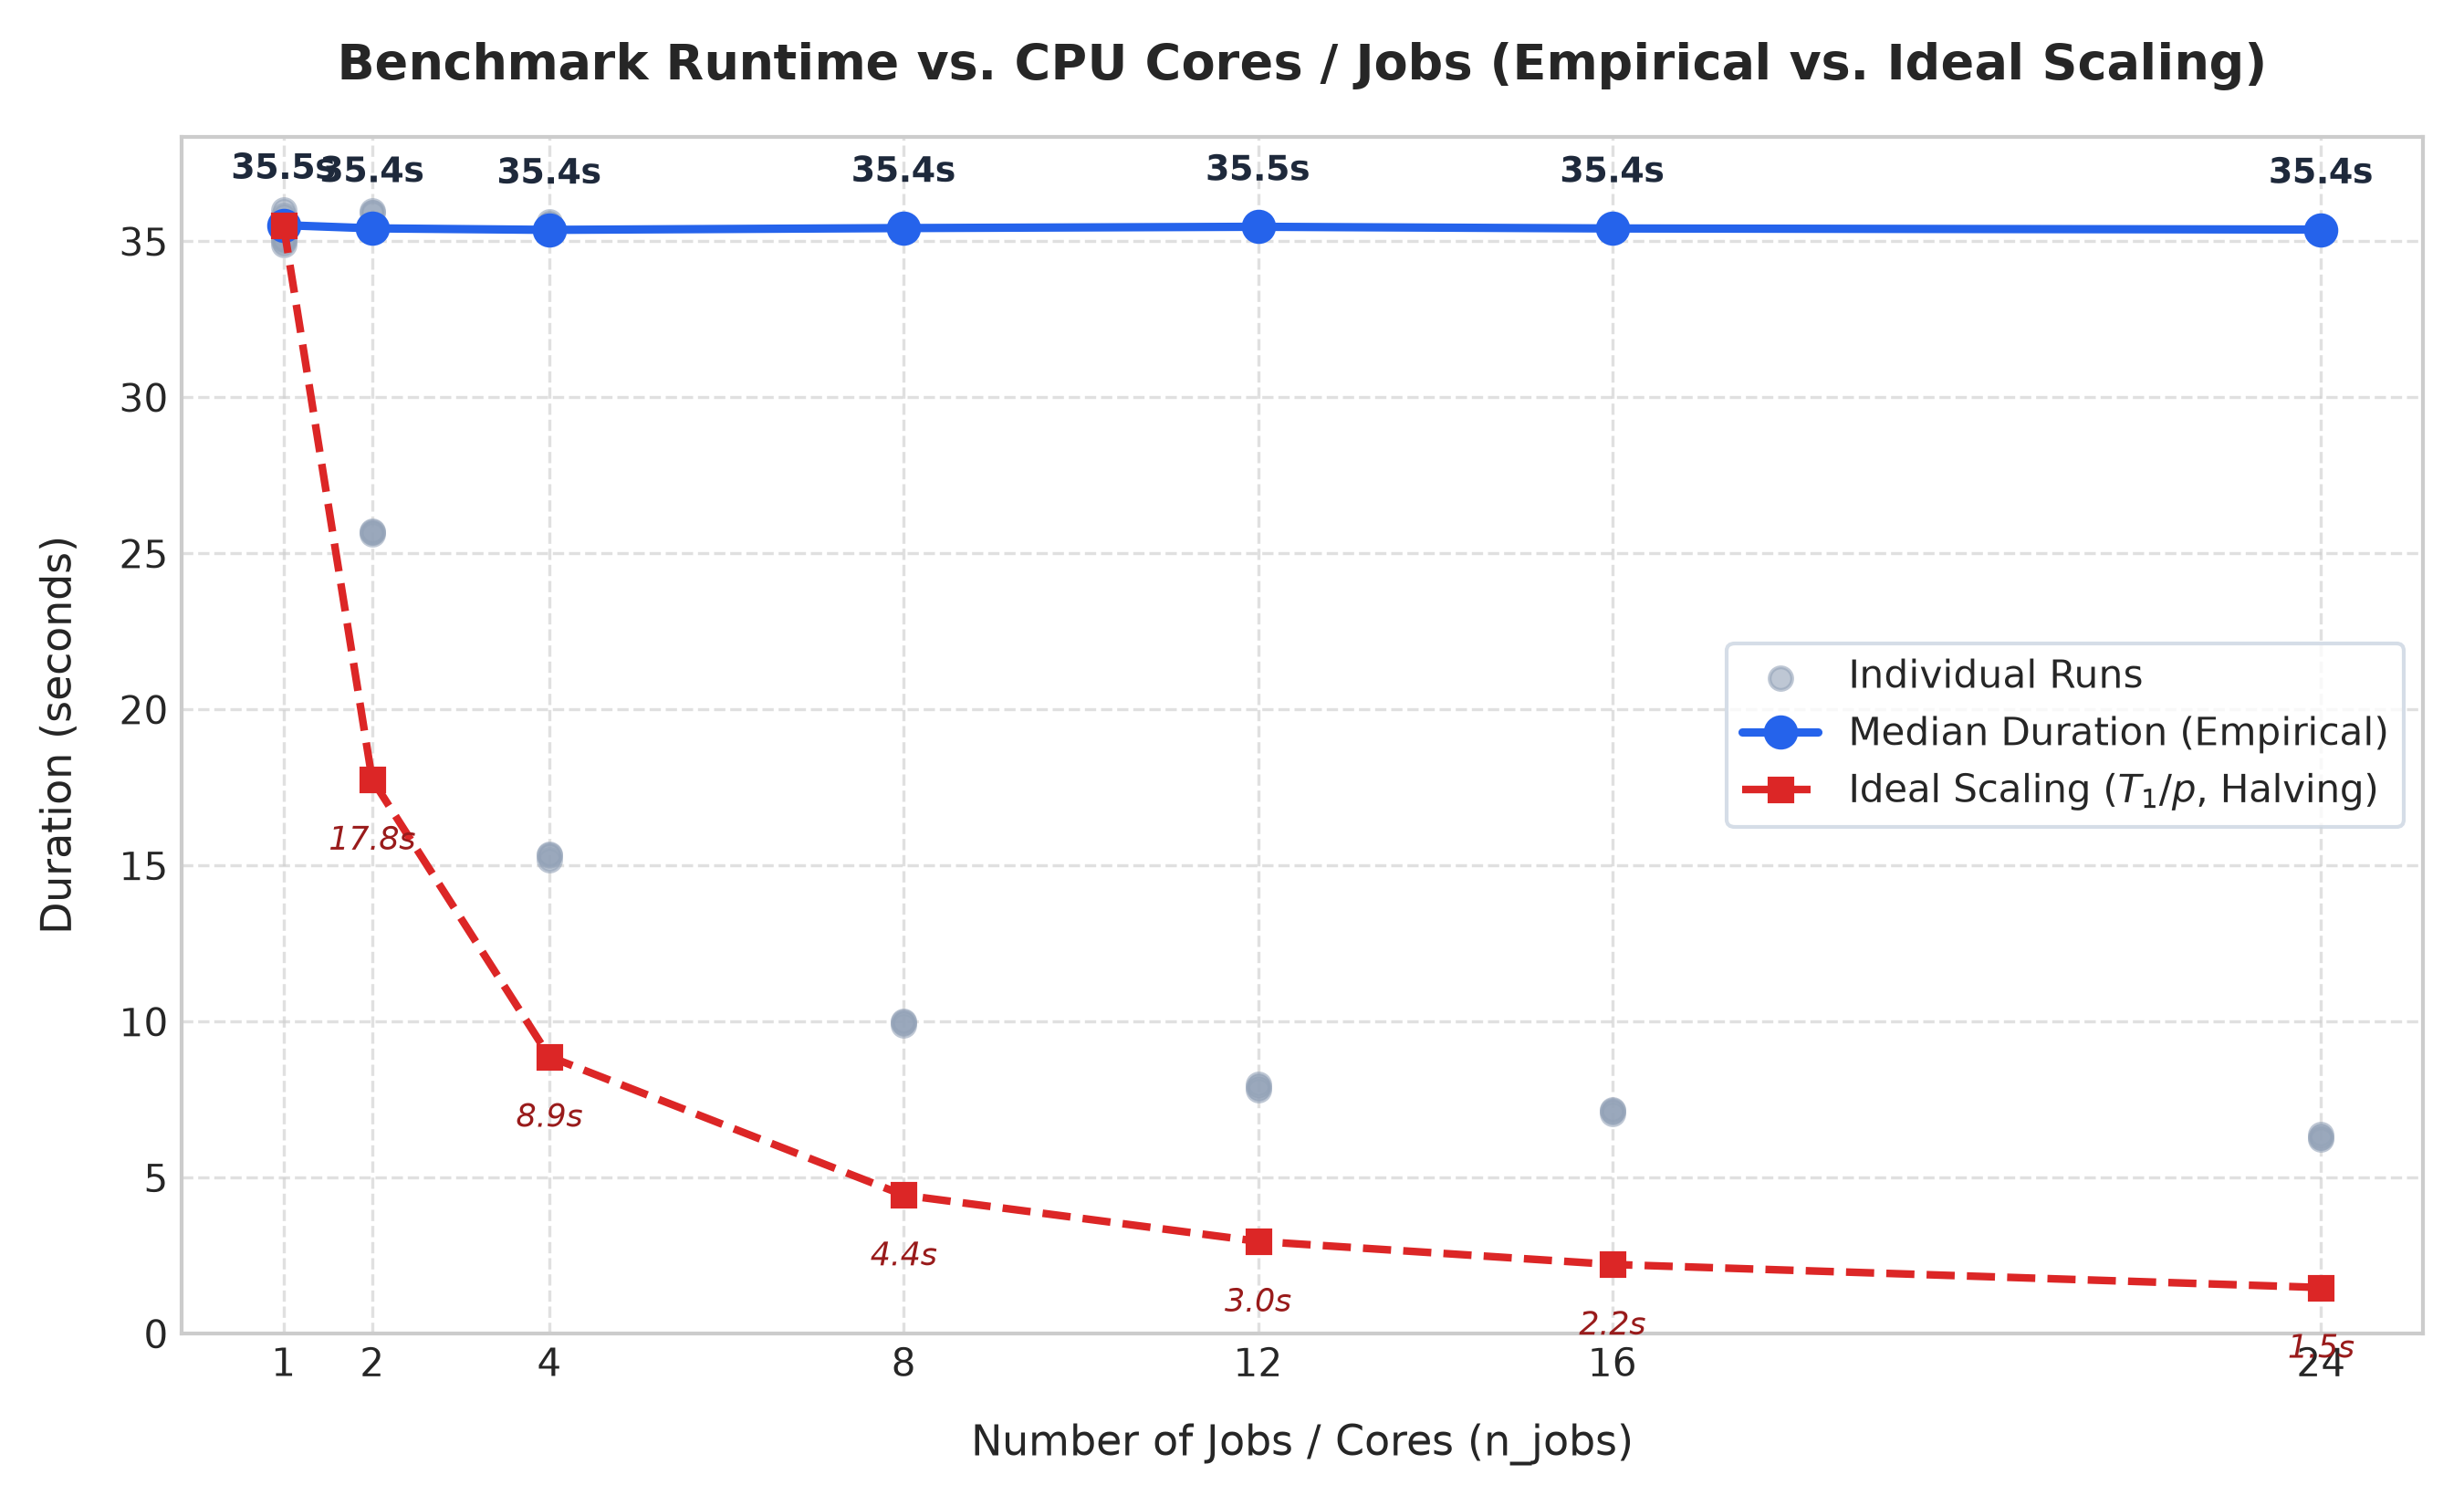 Benchmark Runtime vs. CPU Cores / Jobs (Empirical vs. Ideal Scaling)
35.5s 35.4s 35.4s 35.4s 35.5s 35.4s 35.4s
35
30
25
20
15
10
5
0
Duration (seconds)
Individual Runs
Median Duration (Empirical)
Ideal Scaling (T₁/p, Halving)
17.8s
8.9s
4.4s
3.0s
2.2s
1.5s
1 2 4 8 12 16 24
Number of Jobs / Cores (n_jobs)